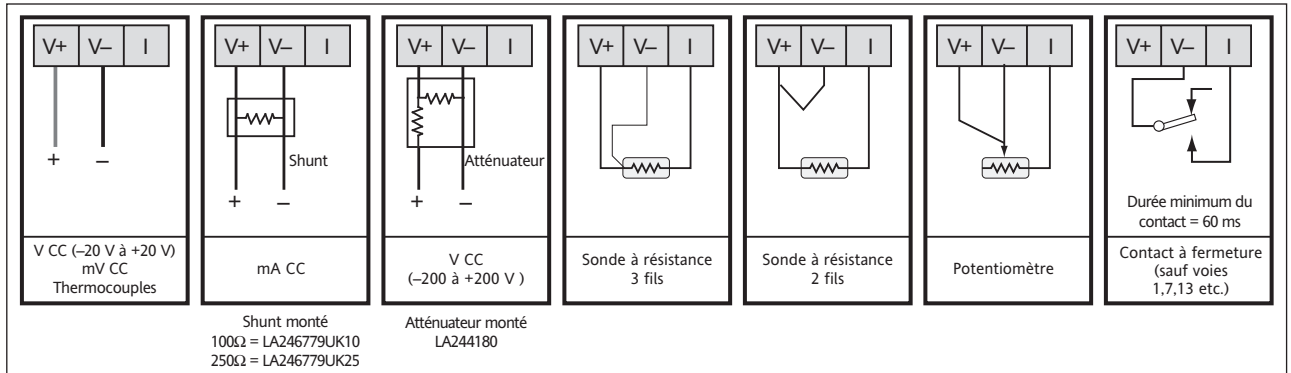 V+ V– I
+ –
V CC (–20 V à +20 V)
mV CC
Thermocouples
V+ V– I
Shunt
+ –
mA CC
Shunt monté
100Ω = LA246779UK10
250Ω = LA246779UK25
V+ V– I
Atténuateur
+ –
V CC
(–200 à +200 V )
Atténuateur monté
LA244180
V+ V– I
Sonde à résistance
3 fils
V+ V– I
Sonde à résistance
2 fils
V+ V– I
Potentiomètre
V+ V– I
Durée minimum du
contact = 60 ms
Contact à fermeture
(sauf voies
1,7,13 etc.)